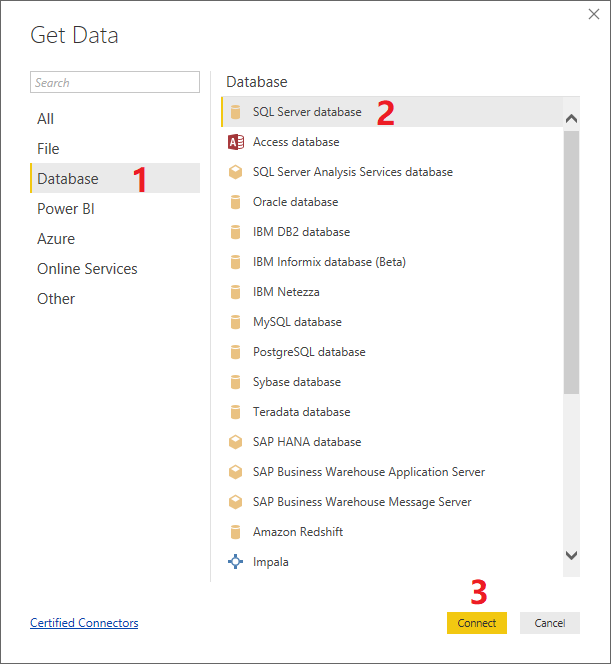 Get Data
Search
All
File
Database 1
Power BI
Azure
Online Services
Other
Database
SQL Server database 2
A Access database
SQL Server Analysis Services database
Oracle database
IBM DB2 database
IBM Informix database (Beta)
IBM Netezza
MySQL database
PostgreSQL database
Sybase database
Teradata database
SAP HANA database
SAP Business Warehouse Application Server
SAP Business Warehouse Message Server
Amazon Redshift
Impala
3
Certified Connectors
Connect
Cancel